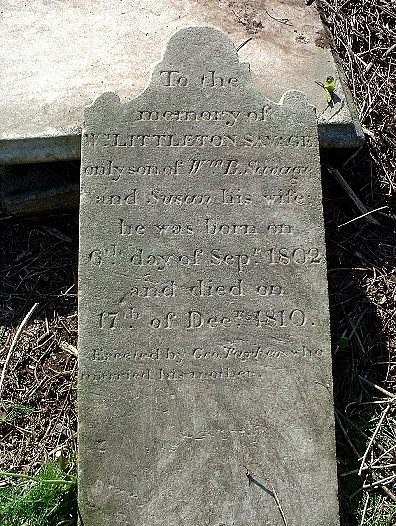 To the
memory of
Wm. LITTLETON SAVAGE
only son of Wm. B. Savage
and Susan his wife
he was born on
6th day of Sepr. 1802
and died on
17th of Decr. 1810.
Erected by Geo. Parker who
married his mother.